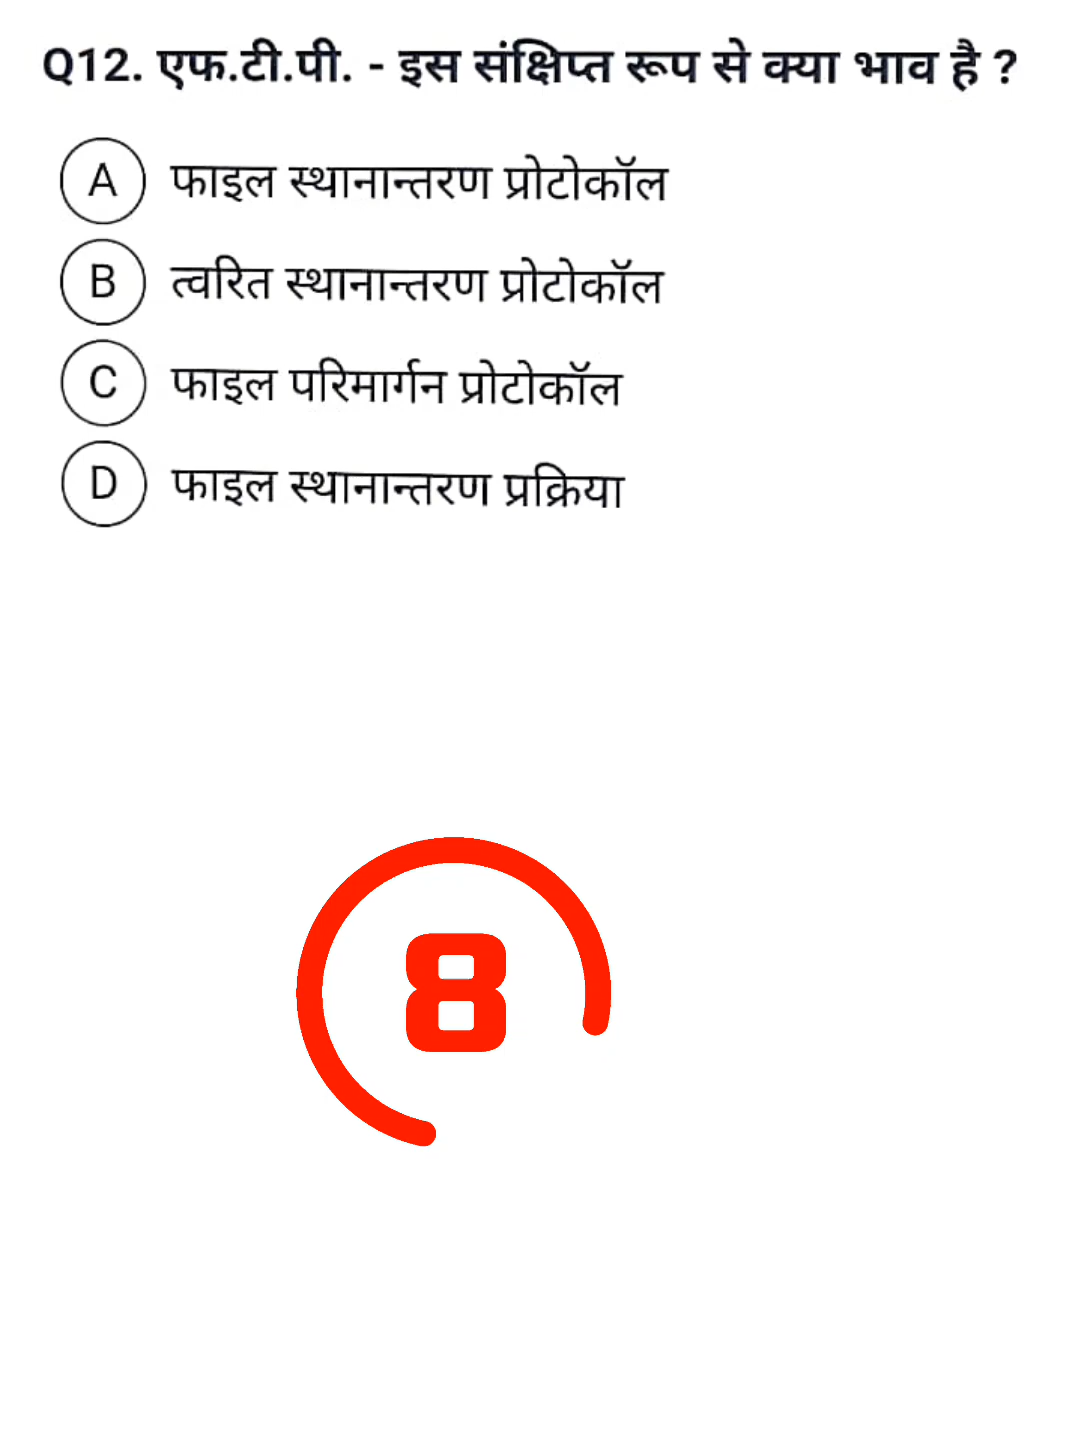 Q12. एफ.टी.पी. - इस संक्षिप्त रूप से क्या भाव है ?
A फाइल स्थानान्तरण प्रोटोकॉल
B त्वरित स्थानान्तरण प्रोटोकॉल
C फाइल परिमार्गन प्रोटोकॉल
D फाइल स्थानान्तरण प्रक्रिया
8